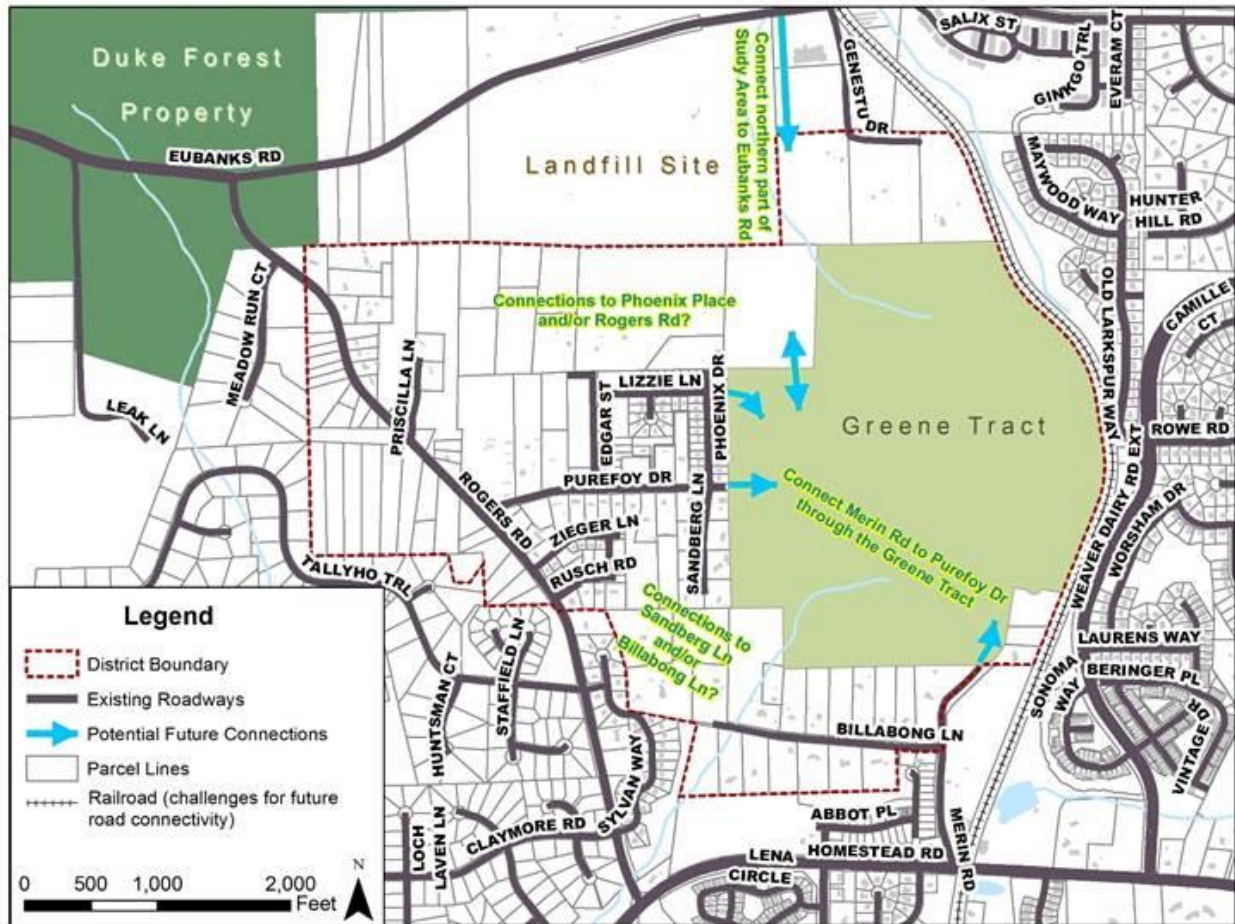 Duke Forest
Property
EUBANKS RD
Landfill Site
Connect northern part of
Study Area to Eubanks Rd
GENESTU DR
SALIX ST
GINKGO TRL
EVERAM CT
MAYWOOD WAY
HUNTER
HILL RD
OLD LARKSPUR WAY
CAMILLE
CT
MEADOW RUN CT
LEAK LN
Connections to Phoenix Place
and/or Rogers Rd?
PRISCILLA LN
LIZZIE LN
EDGAR ST
PHOENIX DR
Greene Tract
ROWE RD
PUREFOY DR
ROGERS RD
SANDBERG LN
ZIEGER LN
RUSCH RD
Connect Merin Rd to Purefoy Dr
through the Greene Tract
WEAVER DAIRY RD EXT
WORSHAM DR
TALLYHO TRL
Connections to
Sandberg Ln
and/or
Billabong Ln?
STAFFIELD LN
HUNTSMAN CT
LAURENS WAY
BERINGER PL
SONOMA
WAY
VINTAGE DR
BILLABONG LN
SYLVAN WAY
ABBOT PL
MERIN RD
CLAYMORE RD
LOCH
LAVEN LN
HOMESTEAD RD
LENA
CIRCLE
Legend
District Boundary
Existing Roadways
Potential Future Connections
Parcel Lines
Railroad (challenges for future
road connectivity)
0 500 1,000 2,000
Feet
N